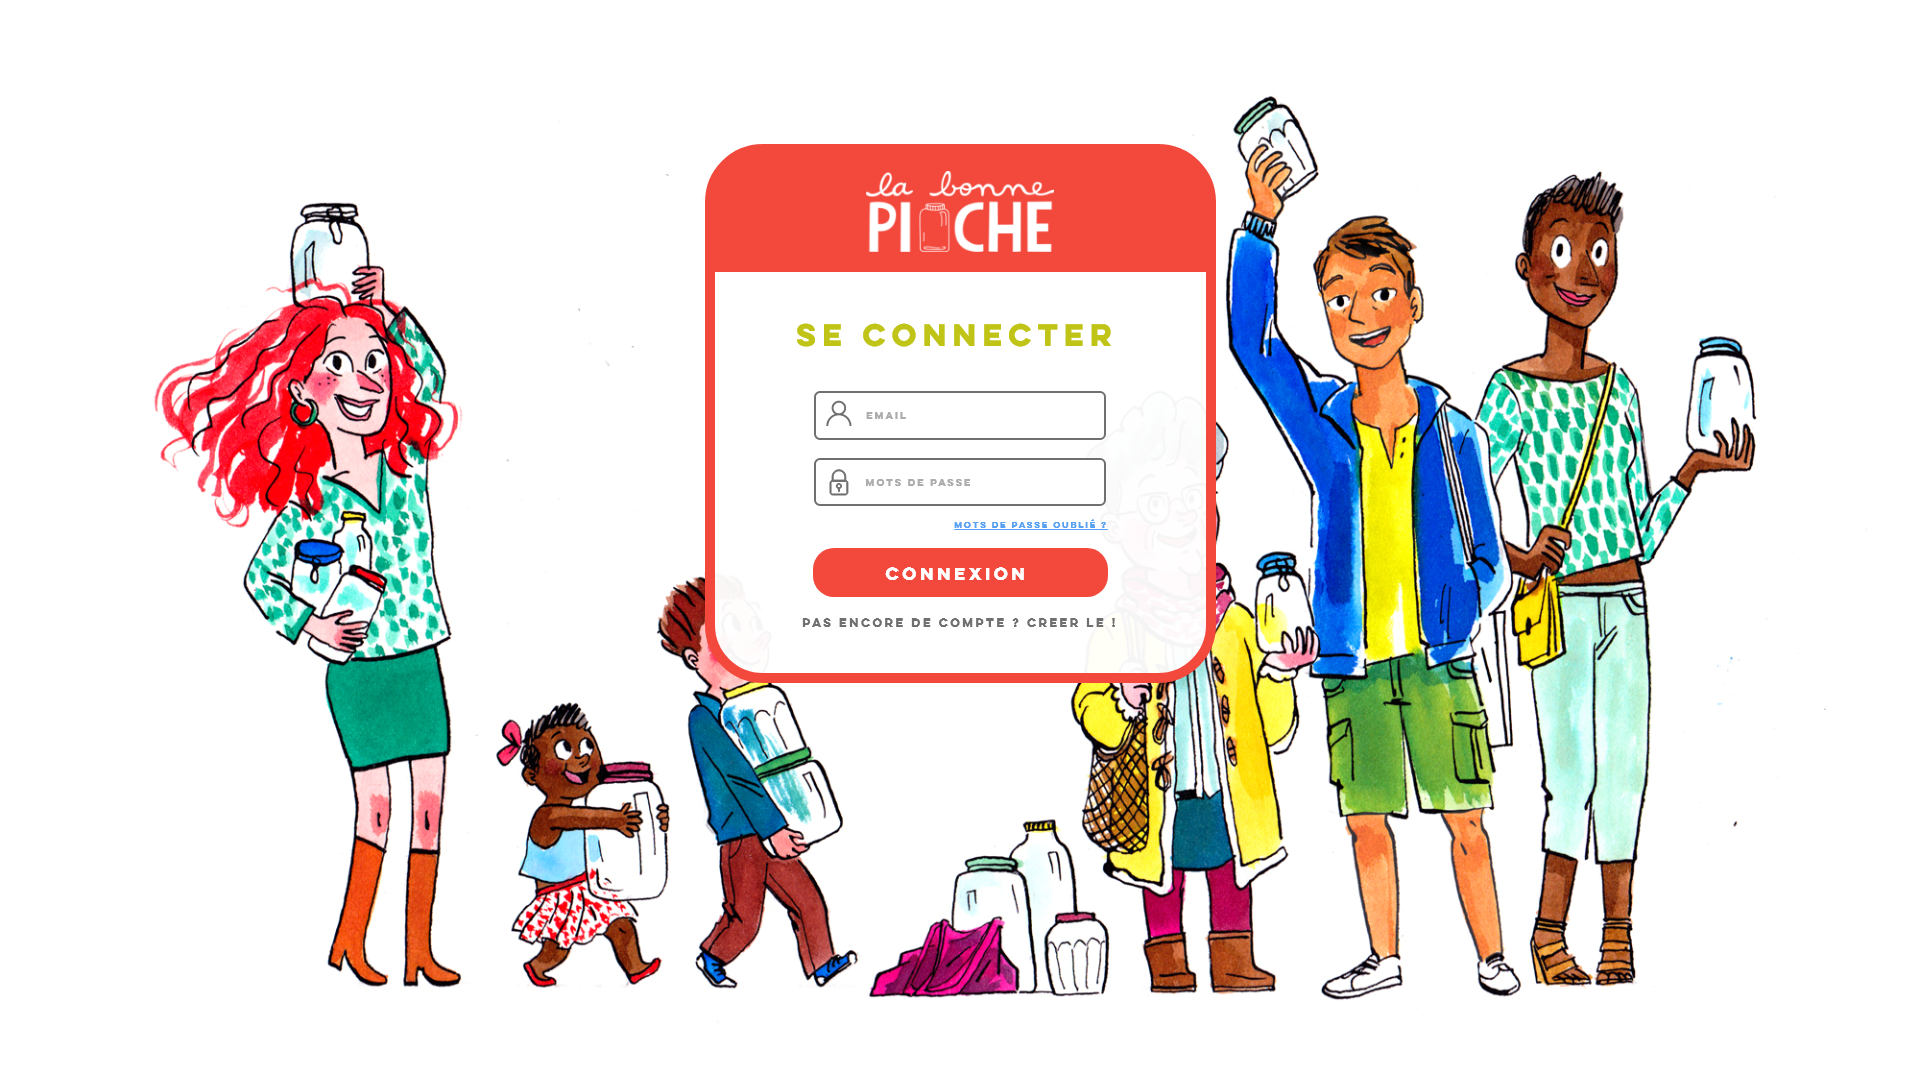 la bonne
PI CHE
SE CONNECTER
EMAIL
MOTS DE PASSE
MOTS DE PASSE OUBLIÉ ?
CONNEXION
PAS ENCORE DE COMPTE ? CREER LE !